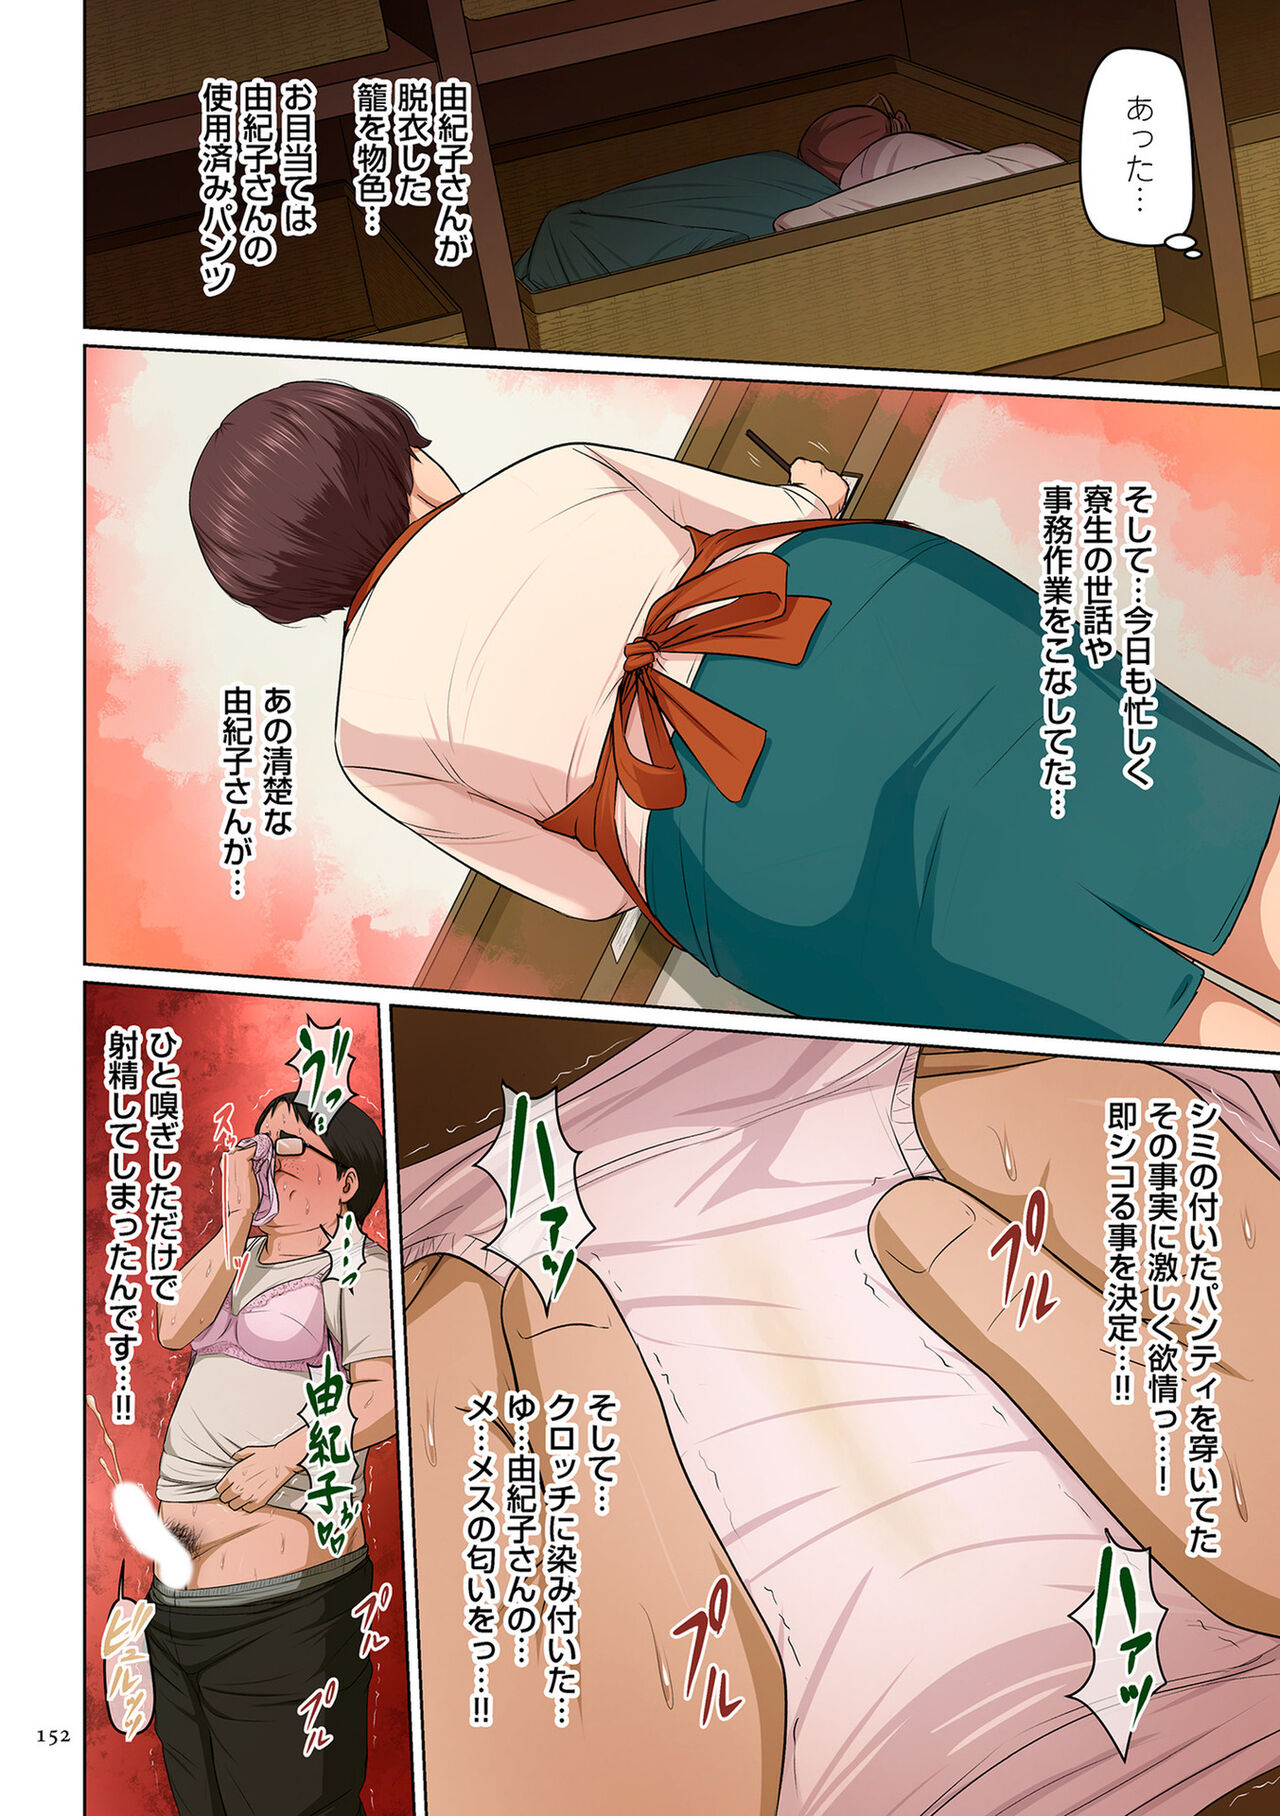 あった…
由紀子さんが
脱衣した
籠を物色…
お目当ては
由紀子さんの
使用済みパンツ
そして…今日も忙しく
寮生の世話や
事務作業をこなしてた…
あの清楚な
由紀子さんが…
シミの付いたパンティを穿いてた
その事実に激しく欲情っ…！
即シコる事を決定…!!
ハァッ
プル
そして…
クロッチに染み付いた…
ゆ…由紀子さんの…
メ…メスの匂いをっ…!!
ハァッ
プル
ひと嗅ぎしただけで
射精してしまったんです…!!
由紀子
プル
プル
ビュルッ
152